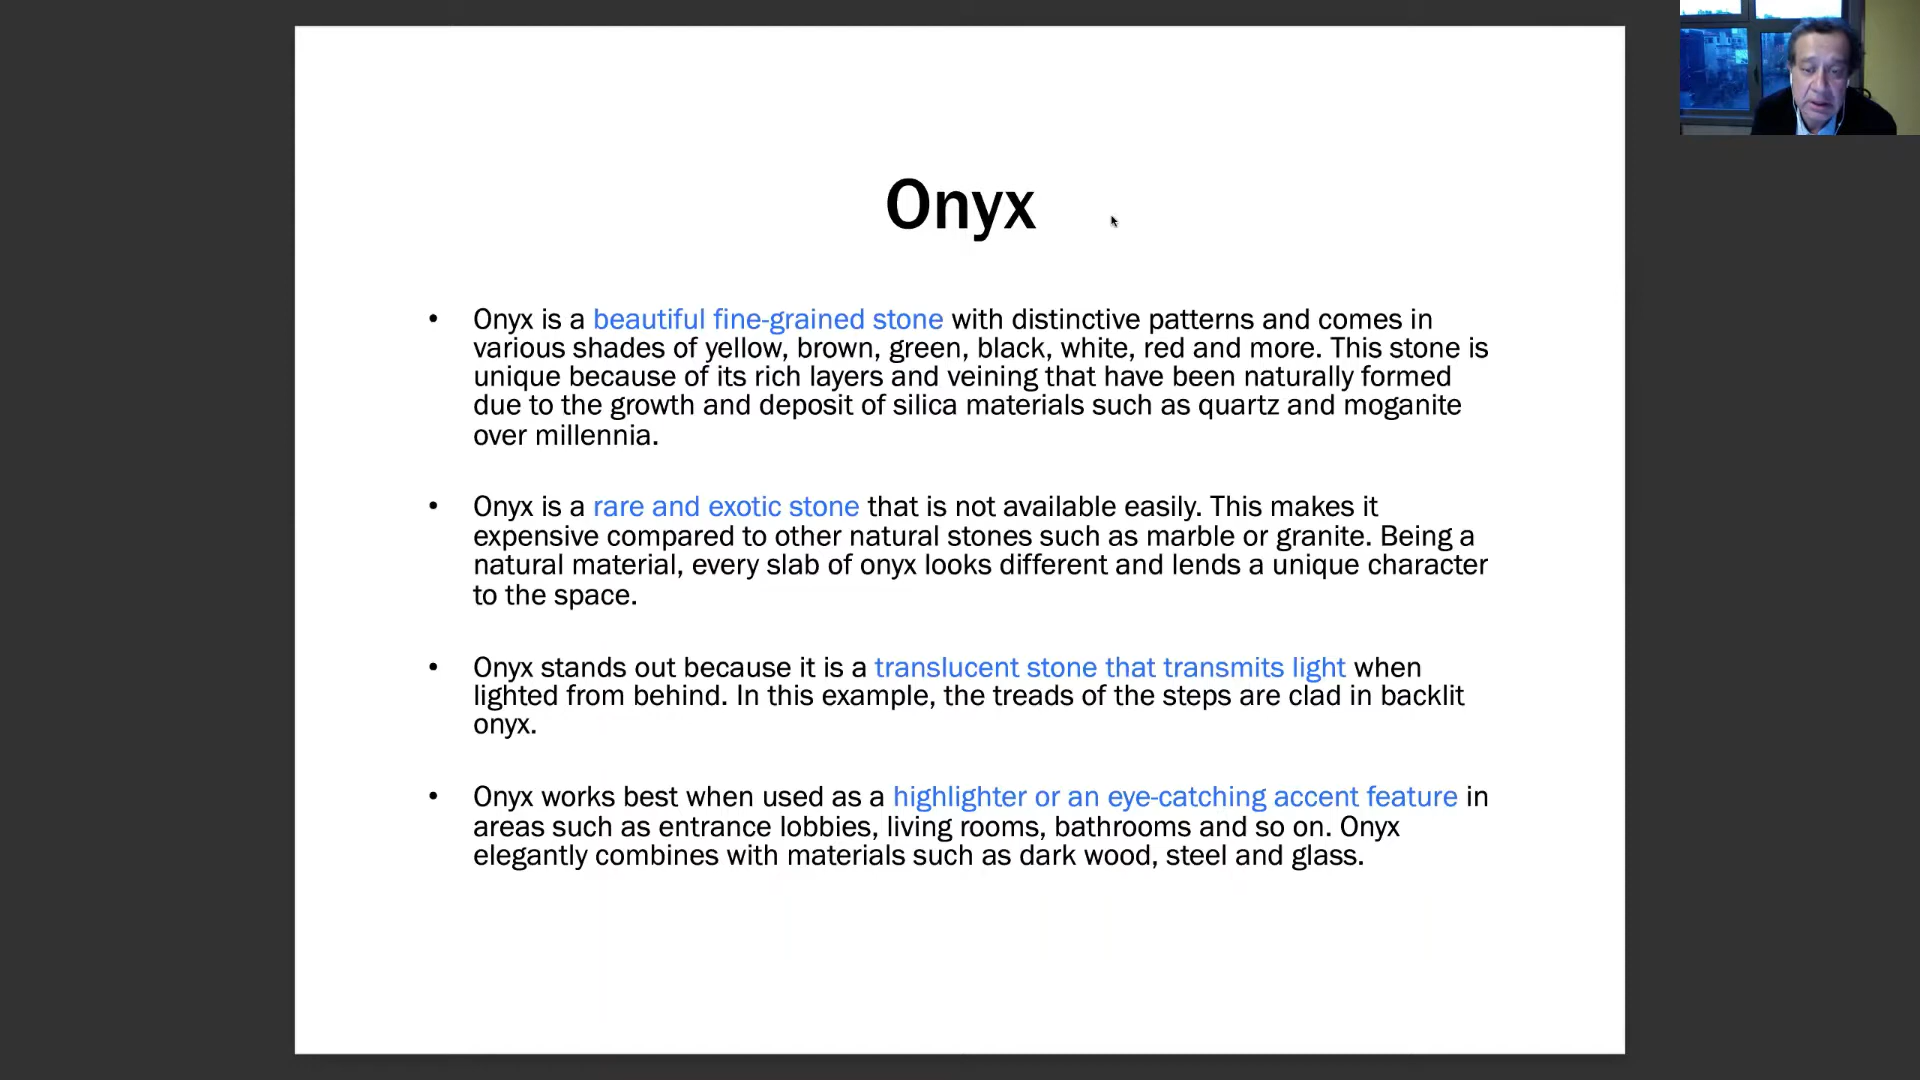 Onyx
• Onyx is a beautiful fine-grained stone with distinctive patterns and comes in
various shades of yellow, brown, green, black, white, red and more. This stone is
unique because of its rich layers and veining that have been naturally formed
due to the growth and deposit of silica materials such as quartz and moganite
over millennia.
• Onyx is a rare and exotic stone that is not available easily. This makes it
expensive compared to other natural stones such as marble or granite. Being a
natural material, every slab of onyx looks different and lends a unique character
to the space.
• Onyx stands out because it is a translucent stone that transmits light when
lighted from behind. In this example, the treads of the steps are clad in backlit
onyx.
• Onyx works best when used as a highlighter or an eye-catching accent feature in
areas such as entrance lobbies, living rooms, bathrooms and so on. Onyx
elegantly combines with materials such as dark wood, steel and glass.